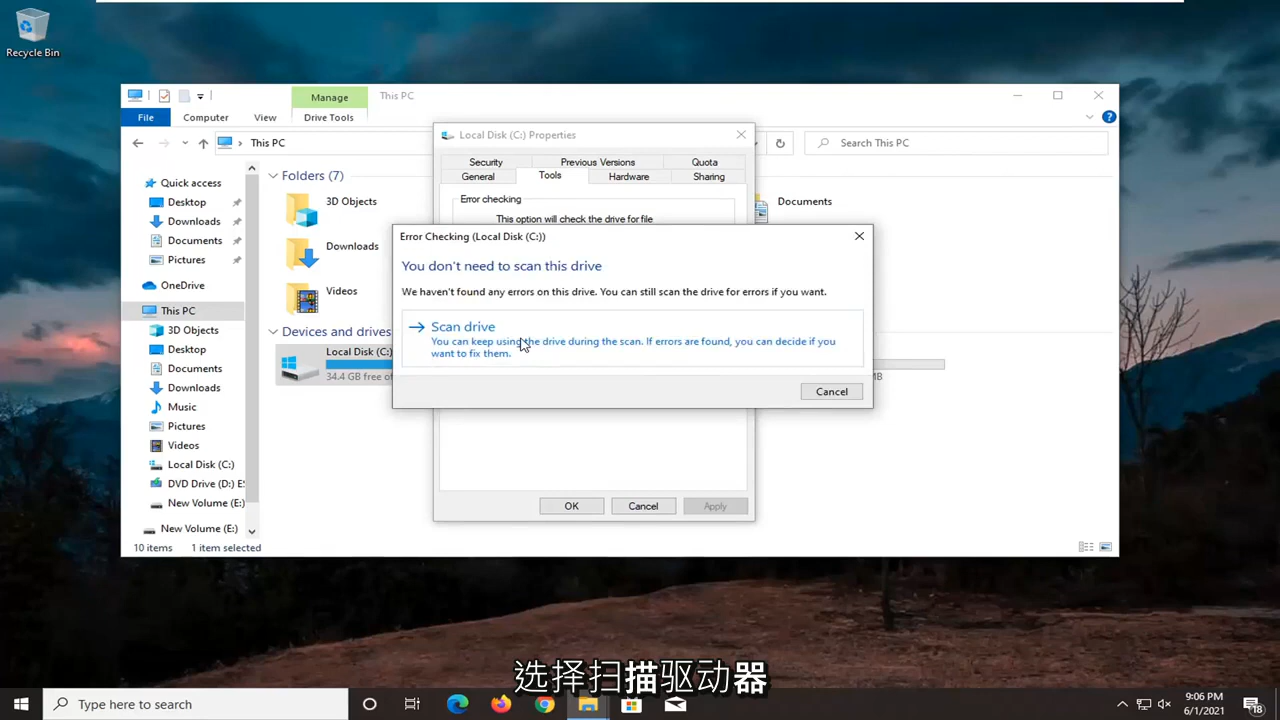 Recycle Bin
Manage
This PC
File
Computer
View
Drive Tools
This PC
Search This PC
Quick access
Desktop
Downloads
Documents
Pictures
OneDrive
This PC
3D Objects
Desktop
Documents
Downloads
Music
Pictures
Videos
Local Disk (C:)
DVD Drive (D:) ES
New Volume (E:)
New Volume (E:)
Folders (7)
3D Objects
Downloads
Videos
Documents
Devices and drives
Local Disk (C:)
34.4 GB free of
MB
10 items
1 item selected
Local Disk (C:) Properties
Security
Previous Versions
Quota
General
Tools
Hardware
Sharing
Error checking
This option will check the drive for file
Error Checking (Local Disk (C:))
You don't need to scan this drive
We haven't found any errors on this drive. You can still scan the drive for errors if you want.
Scan drive
You can keep using the drive during the scan. If errors are found, you can decide if you
want to fix them.
Cancel
OK
Cancel
Apply
选择扫描驱动器
Type here to search
9:06 PM
6/1/2021
18